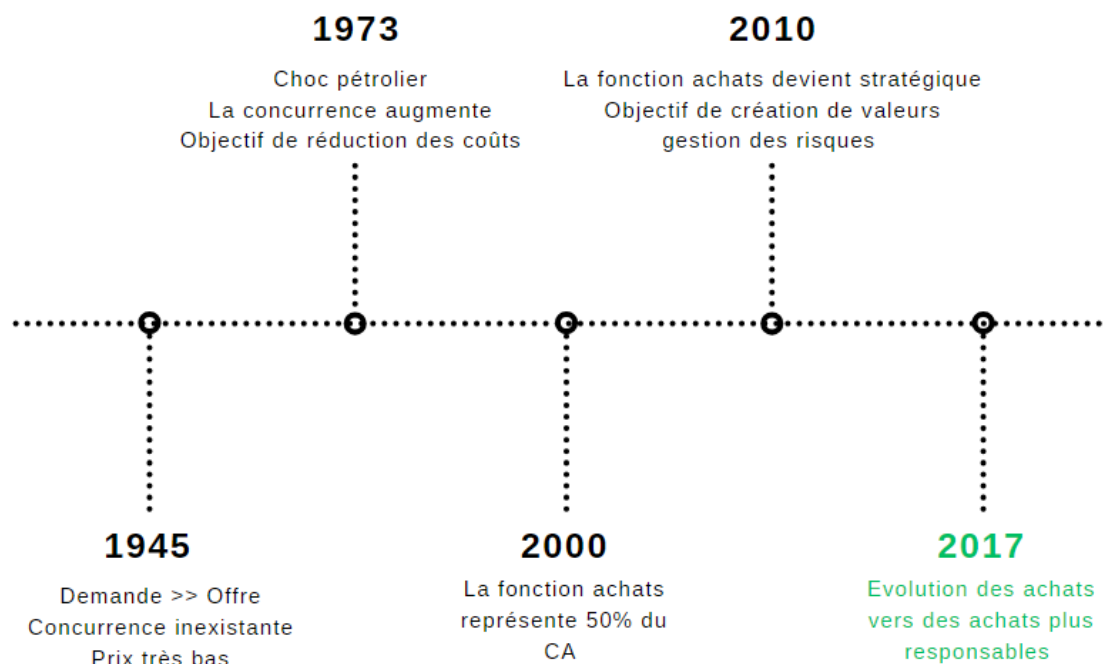 1973
Choc pétrolier
La concurrence augmente
Objectif de réduction des coûts
2010
La fonction achats devient stratégique
Objectif de création de valeurs
gestion des risques
1945
Demande >> Offre
Concurrence inexistante
Prix très bas
2000
La fonction achats
représente 50% du
CA
2017
Evolution des achats
vers des achats plus
responsables